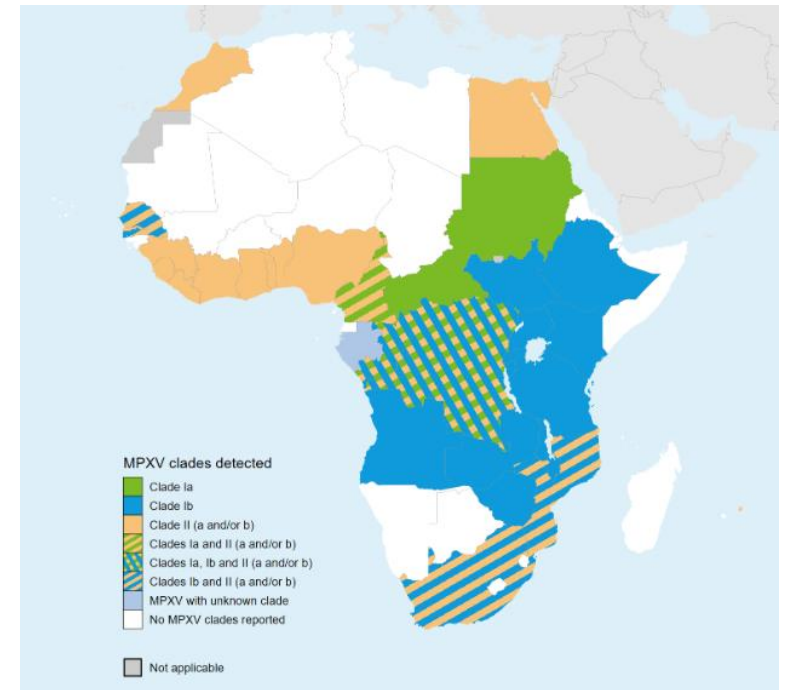 MPXV clades detected
Clade Ia
Clade Ib
Clade II (a and/or b)
Clades Ia and II (a and/or b)
Clades Ia, Ib and II (a and/or b)
Clades Ib and II (a and/or b)
MPXV with unknown clade
No MPXV clades reported
Not applicable